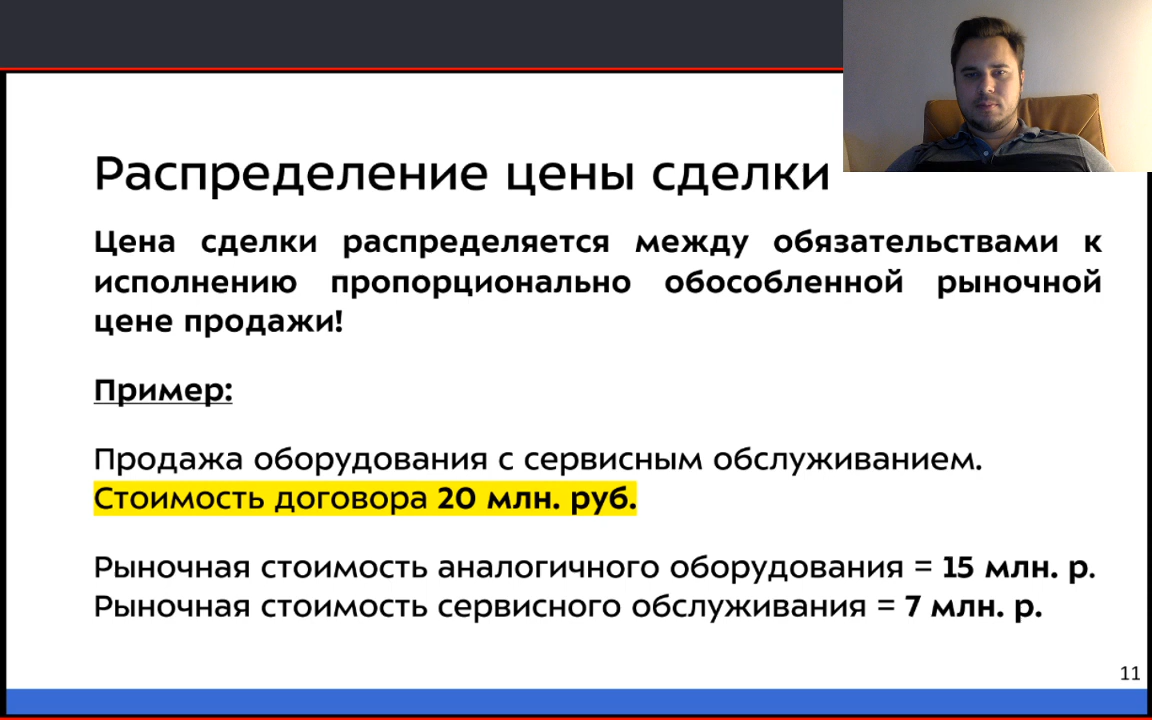 Распределение цены сделки
Цена сделки распределяется между обязательствами к
исполнению пропорционально обособленной рыночной
цене продажи!
Пример:
Продажа оборудования с сервисным обслуживанием.
Стоимость договора 20 млн. руб.
Рыночная стоимость аналогичного оборудования = 15 млн. р.
Рыночная стоимость сервисного обслуживания = 7 млн. р.
11